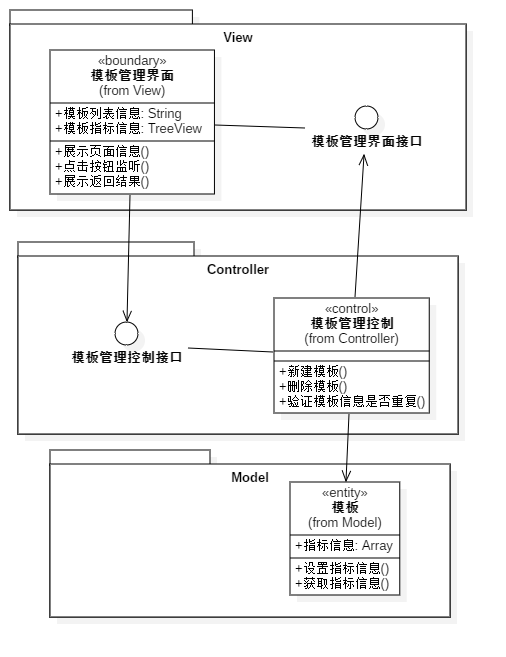 View
«boundary»
模板管理界面
(from View)
+模板列表信息: String
+模板指标信息: TreeView
+展示页面信息()
+点击按钮监听()
+展示返回结果()
模板管理界面接口
Controller
模板管理控制接口
«control»
模板管理控制
(from Controller)
+新建模板()
+删除模板()
+验证模板信息是否重复()
Model
«entity»
模板
(from Model)
+指标信息: Array
+设置指标信息()
+获取指标信息()